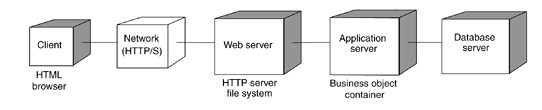 Client
Network
(HTTP/S)
Web server
Application
server
Database
server
HTML
browser
HTTP server
file system
Business object
container